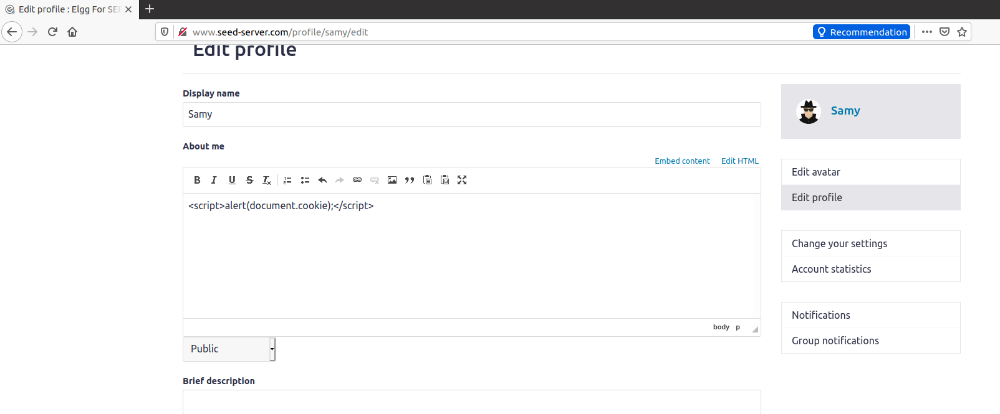 Edit profile : Elgg For SEE
www.seed-server.com/profile/samy/edit
Recommendation
Edit profile
Display name
Samy
Samy
About me
Embed content Edit HTML
B I U S Tx
<script>alert(document.cookie);</script>
body p
Public
Brief description
Edit avatar
Edit profile
Change your settings
Account statistics
Notifications
Group notifications